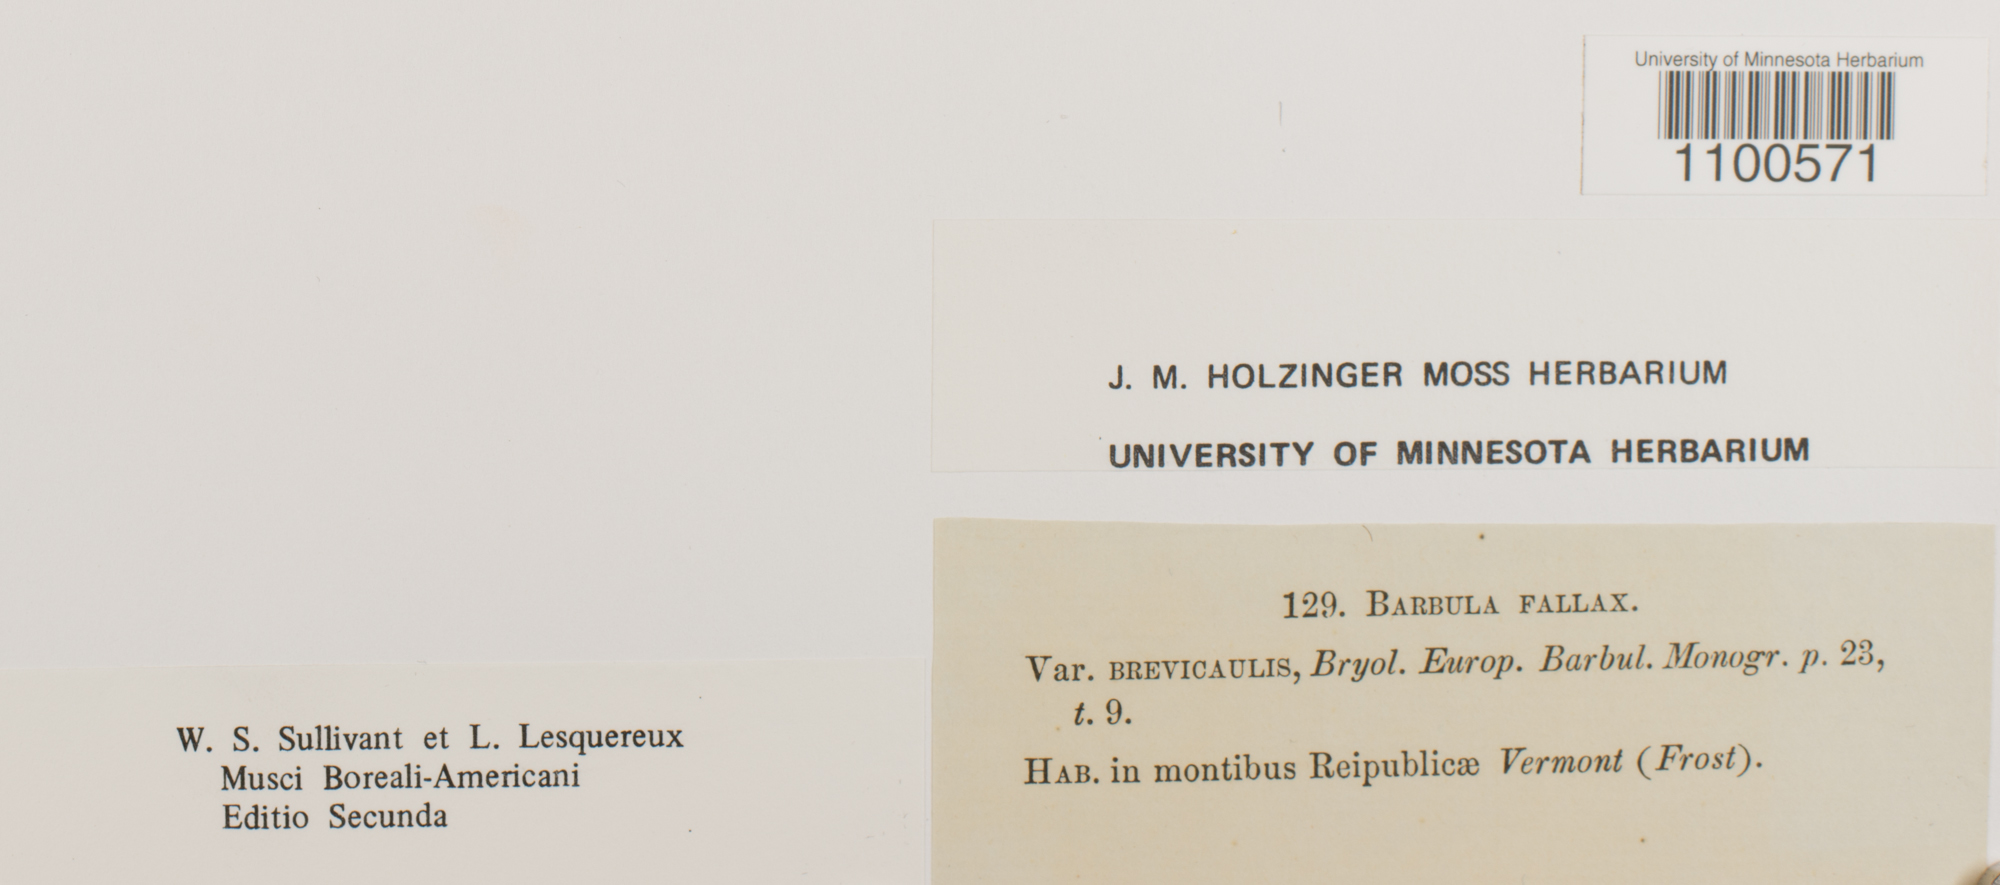 University of Minnesota Herbarium
1100571
J. M. HOLZINGER MOSS HERBARIUM
UNIVERSITY OF MINNESOTA HERBARIUM
129. BARBULA FALLAX.
Var. BREVICAULIS, Bryol. Europ. Barbul. Monogr. p. 23,
t. 9.
HAB. in montibus Reipublicæ Vermont (Frost).
W. S. Sullivant et L. Lesquereux
Musci Boreali-Americani
Editio Secunda